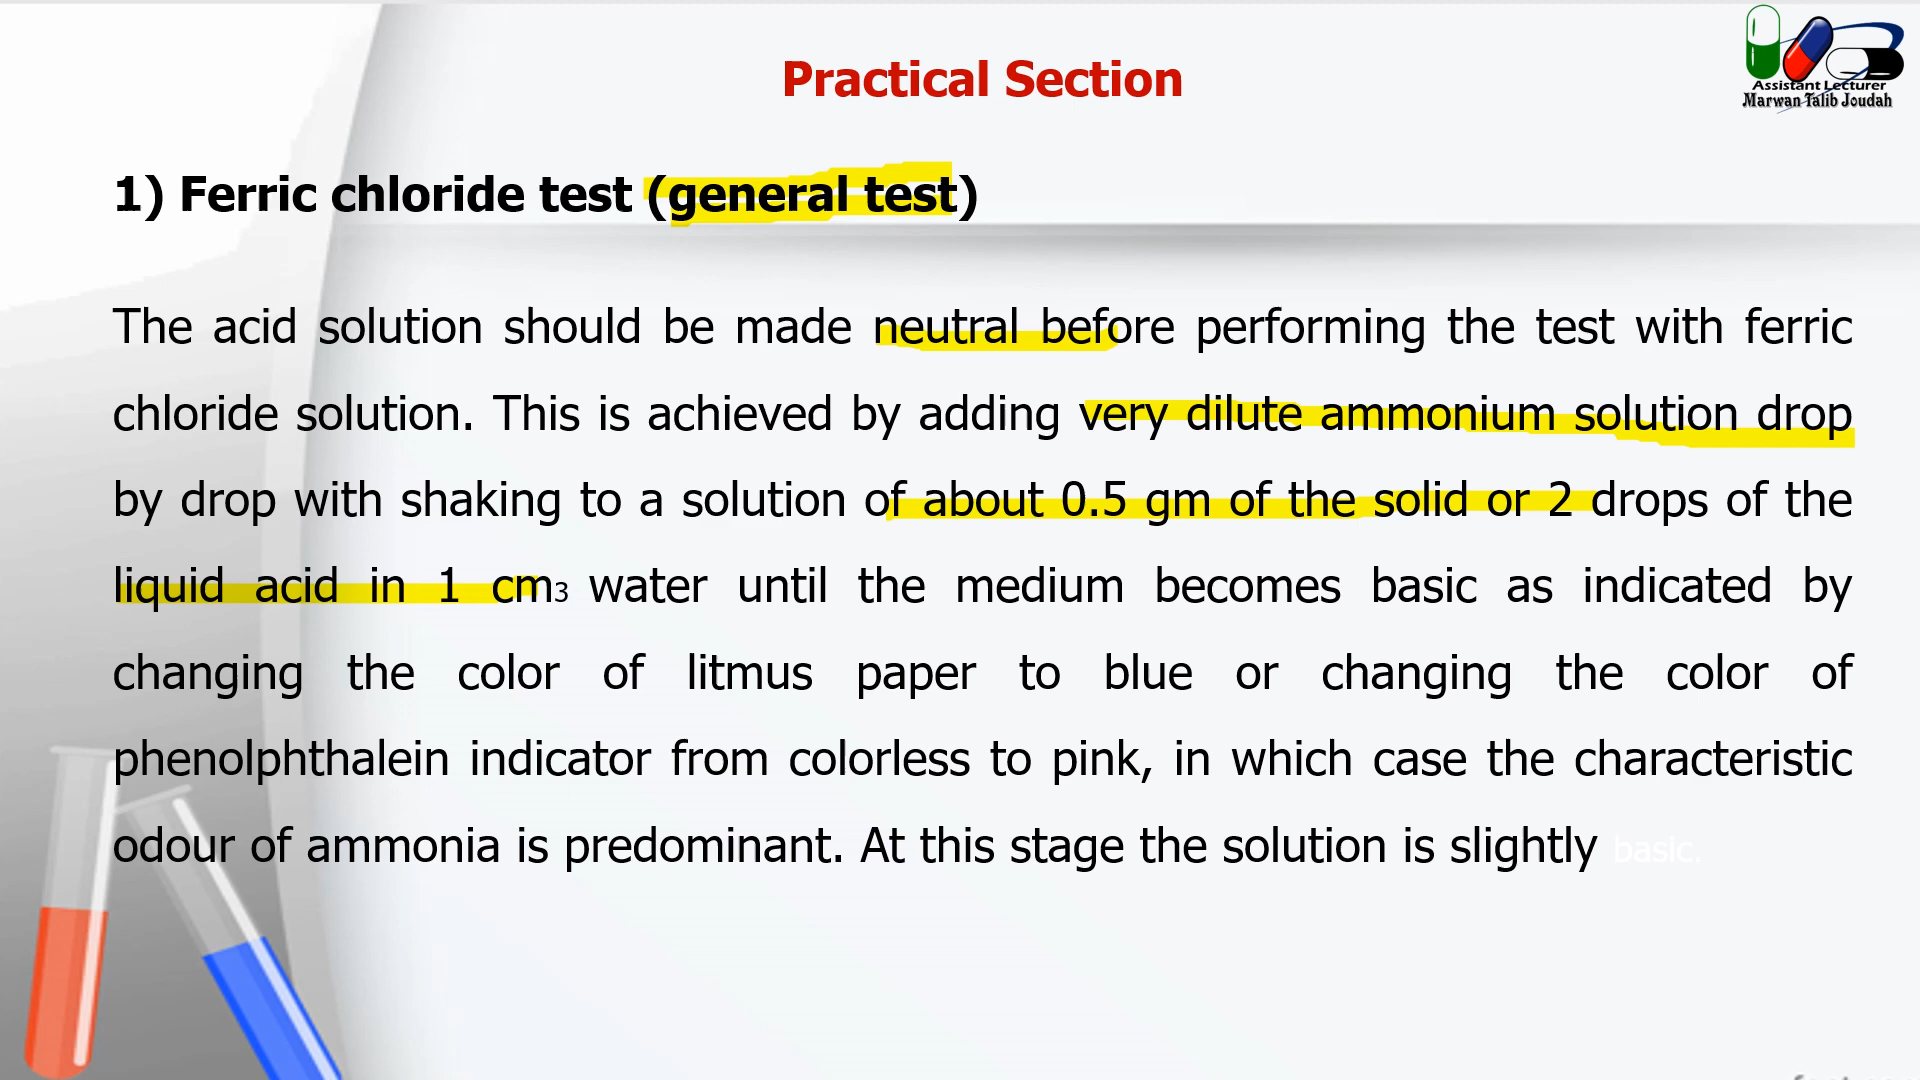 Assistant Lecturer
Marwan Talib Joudah
Practical Section
1) Ferric chloride test (general test)
The acid solution should be made neutral before performing the test with ferric
chloride solution. This is achieved by adding very dilute ammonium solution drop
by drop with shaking to a solution of about 0.5 gm of the solid or 2 drops of the
liquid acid in 1 cm3 water until the medium becomes basic as indicated by
changing the color of litmus paper to blue or changing the color of
phenolphthalein indicator from colorless to pink, in which case the characteristic
odour of ammonia is predominant. At this stage the solution is slightly basic.